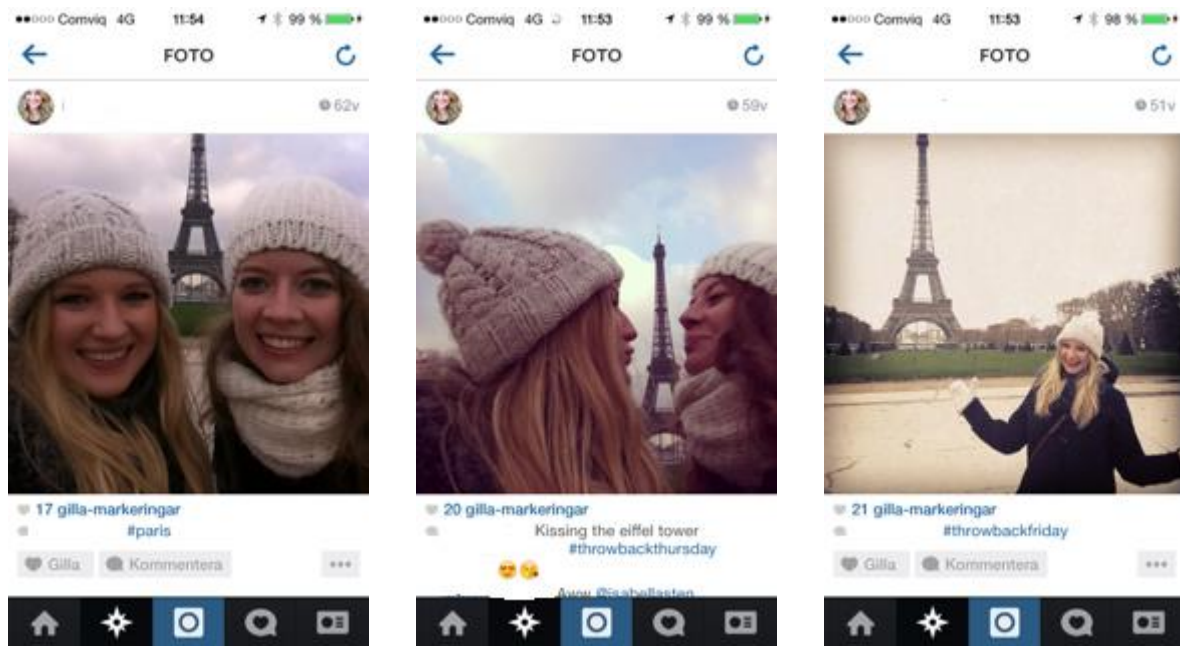 Comviq 4G 11:54 99 %
FOTO
62v
17 gilla-markeringar
#paris
Gilla Kommentera
Comviq 4G 11:53 99 %
FOTO
59v
20 gilla-markeringar
Kissing the eiffel tower
#throwbackthursday
Aww @isabellasten
Comviq 4G 11:53 98 %
FOTO
51v
21 gilla-markeringar
#throwbackfriday
Gilla Kommentera